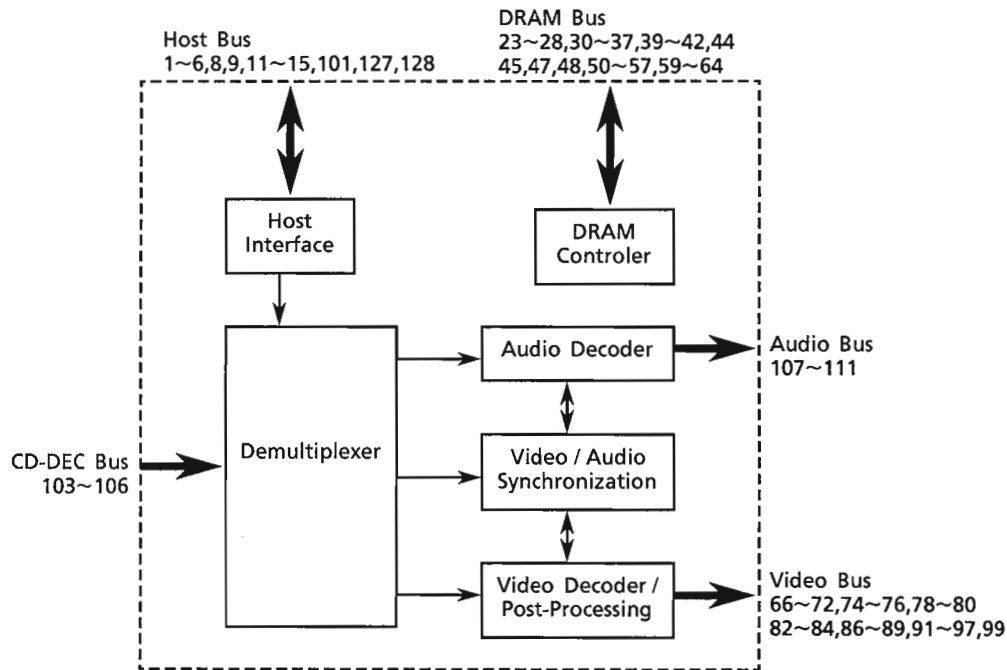 Host Bus
1~6,8,9,11~15,101,127,128
DRAM Bus
23~28,30~37,39~42,44
45,47,48,50~57,59~64
Host
Interface
DRAM
Controler
Audio Decoder
Audio Bus
107~111
Demultiplexer
CD-DEC Bus
103~106
Video / Audio
Synchronization
Video Decoder /
Post-Processing
Video Bus
66~72,74~76,78~80
82~84,86~89,91~97,99